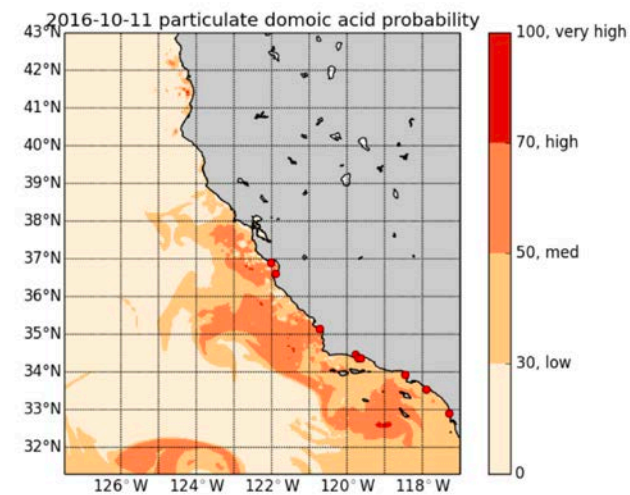 2016-10-11 particulate domoic acid probability
43°N
42°N
41°N
40°N
39°N
38°N
37°N
36°N
35°N
34°N
33°N
32°N
126°W 124°W 122°W 120°W 118°W
100, very high
70, high
50, med
30, low
0